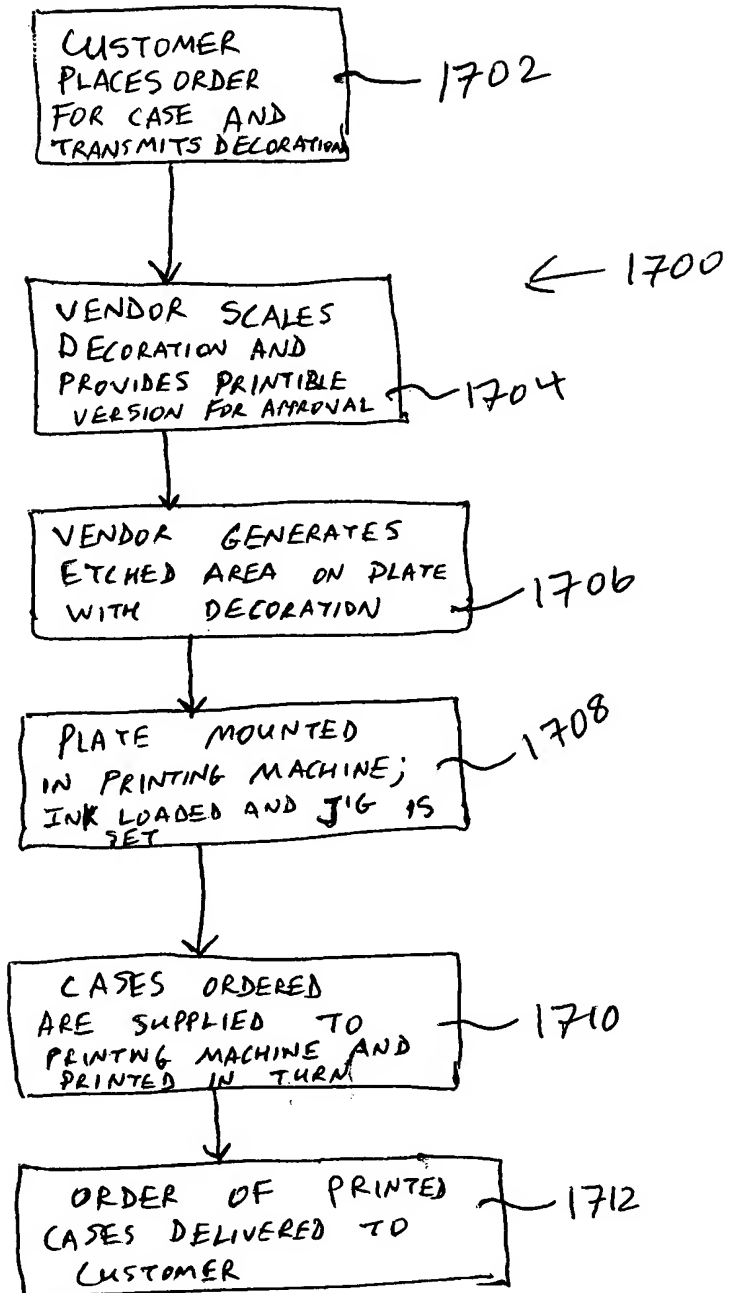 CUSTOMER
PLACES ORDER
FOR CASE AND
TRANSMITS DECORATION
1702
1700
VENDOR SCALES
DECORATION AND
PROVIDES PRINTIBLE
VERSION FOR APPROVAL
1704
VENDOR GENERATES
ETCHED AREA ON PLATE
WITH DECORATION
1706
PLATE MOUNTED
IN PRINTING MACHINE;
INK LOADED AND JIG IS
SET
1708
CASES ORDERED
ARE SUPPLIED TO
PRINTING MACHINE AND
PRINTED IN TURN
1710
ORDER OF PRINTED
CASES DELIVERED TO
CUSTOMER
1712